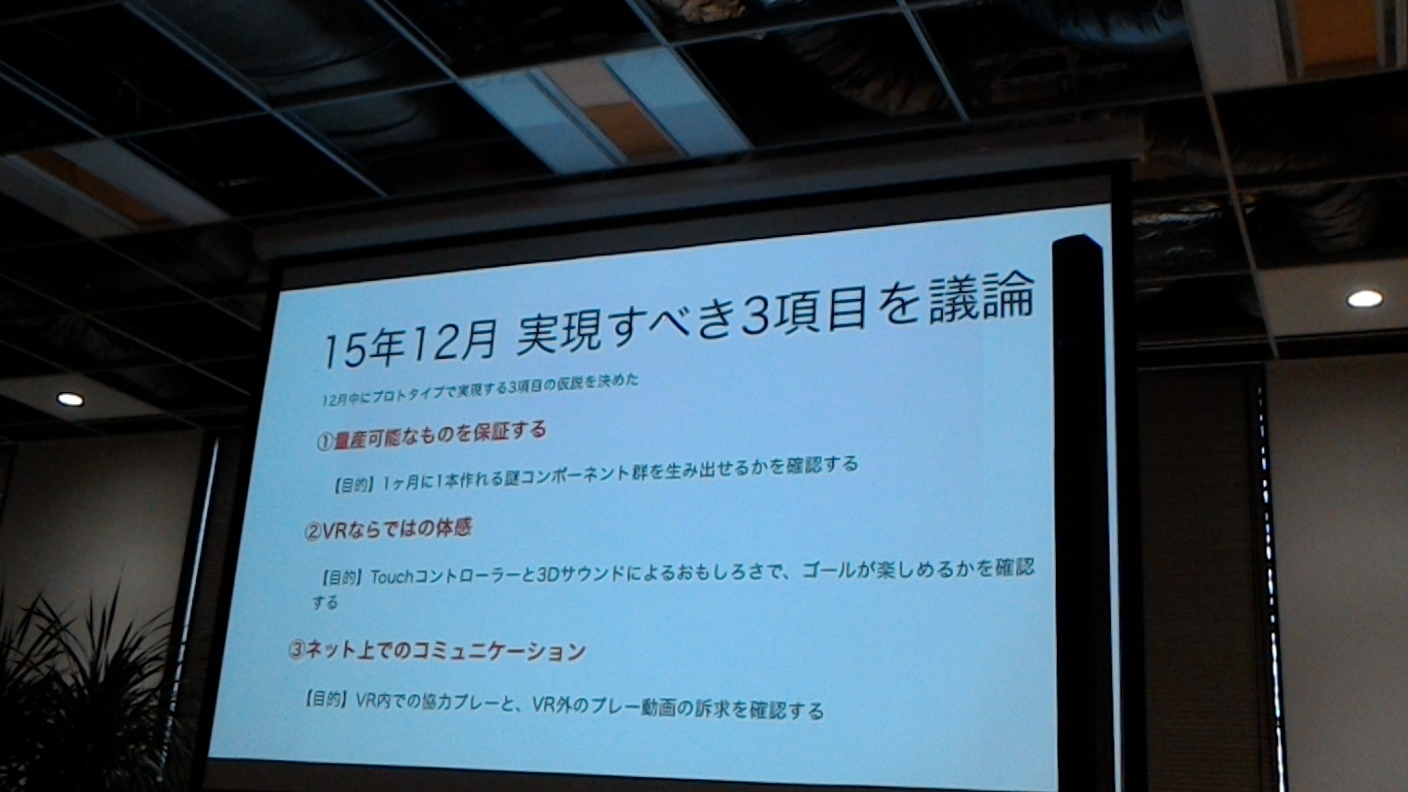 15年12月 実現すべき3項目を議論
12月中にプロトタイプで実現する3項目の仮説を決めた
①量産可能なものを保証する
【目的】1ヶ月に1本作れる謎コンポーネント群を生み出せるかを確認する
②VRならではの体感
【目的】Touchコントローラーと3Dサウンドによるおもしろさで、ゴールが楽しめるかを確認
する
③ネット上でのコミュニケーション
【目的】VR内での協力プレーと、VR外のプレー動画の訴求を確認する